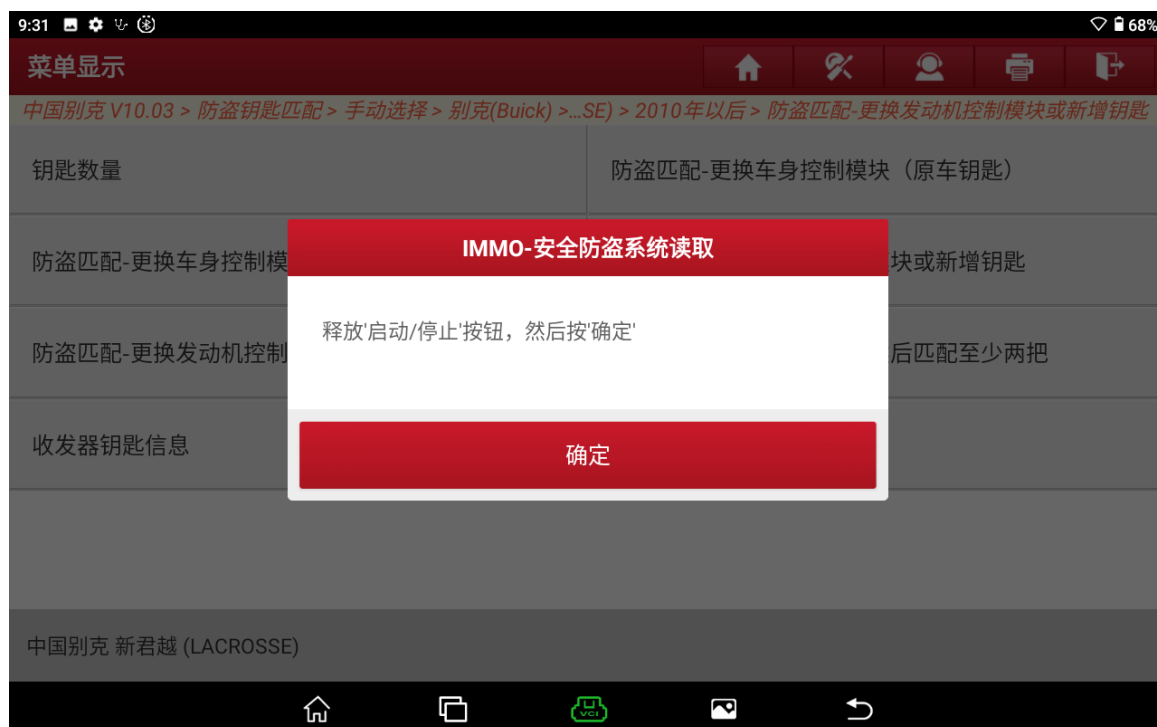 9:31
68%
菜单显示
中国别克 V10.03 > 防盗钥匙匹配 > 手动选择 > 别克(Buick) >...SE) > 2010年以后 > 防盗匹配-更换发动机控制模块或新增钥匙
钥匙数量
防盗匹配-更换车身控制模块（原车钥匙）
IMMO-安全防盗系统读取
防盗匹配-更换车身控制模
块或新增钥匙
释放'启动/停止'按钮，然后按'确定'
防盗匹配-更换发动机控制
后匹配至少两把
收发器钥匙信息
确定
中国别克 新君越 (LACROSSE)
VCI